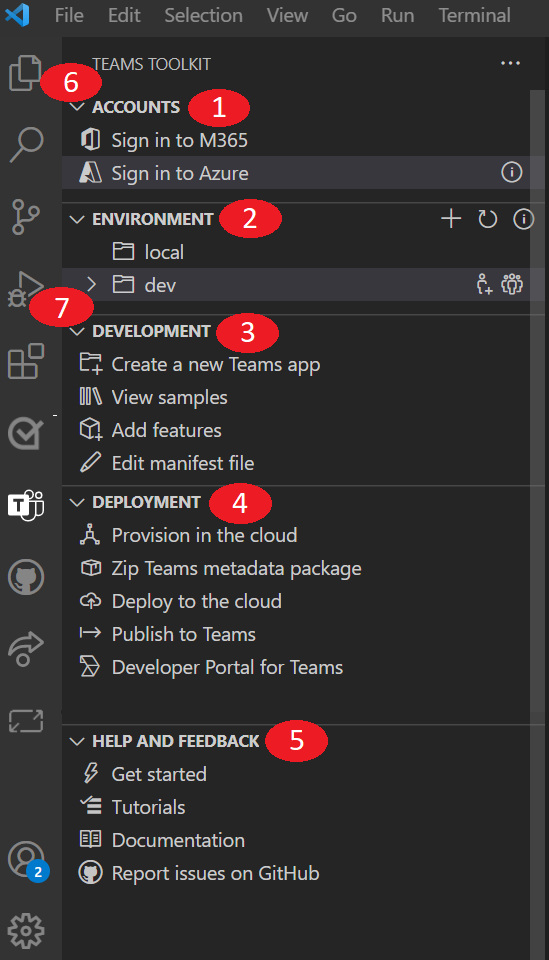 File Edit Selection View Go Run Terminal
TEAMS TOOLKIT ...
6
ACCOUNTS 1
Sign in to M365
Sign in to Azure
ENVIRONMENT 2
local
dev
7
DEVELOPMENT 3
Create a new Teams app
View samples
Add features
Edit manifest file
DEPLOYMENT 4
Provision in the cloud
Zip Teams metadata package
Deploy to the cloud
Publish to Teams
Developer Portal for Teams
HELP AND FEEDBACK 5
Get started
Tutorials
Documentation
2
Report issues on GitHub